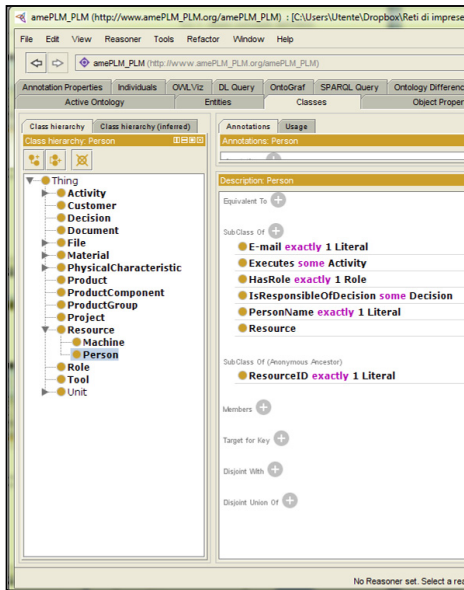 amePLM_PLM (http://www.amePLM_PLM.org/amePLM_PLM) : [C:\Users\Utente\Dropbox\Reti di imprese
File Edit View Reasoner Tools Refactor Window Help
amePLM_PLM (http://www.amePLM_PLM.org/amePLM_PLM)
Annotation Properties Individuals OWLViz DL Query OntoGraf SPARQL Query Ontology Differenc
Active Ontology Entities Classes Object Proper
Class hierarchy Class hierarchy (inferred)
Class hierarchy: Person
Thing
Activity
Customer
Decision
Document
File
Material
PhysicalCharacteristic
Product
ProductComponent
ProductGroup
Project
Resource
Machine
Person
Role
Tool
Unit
Annotations Usage
Annotations: Person
Description: Person
Equivalent To
SubClass Of
E-mail exactly 1 Literal
Executes some Activity
HasRole exactly 1 Role
IsResponsibleOfDecision some Decision
PersonName exactly 1 Literal
Resource
SubClass Of (Anonymous Ancestor)
ResourceID exactly 1 Literal
Members
Target for Key
Disjoint With
Disjoint Union Of
No Reasoner set. Select a rea